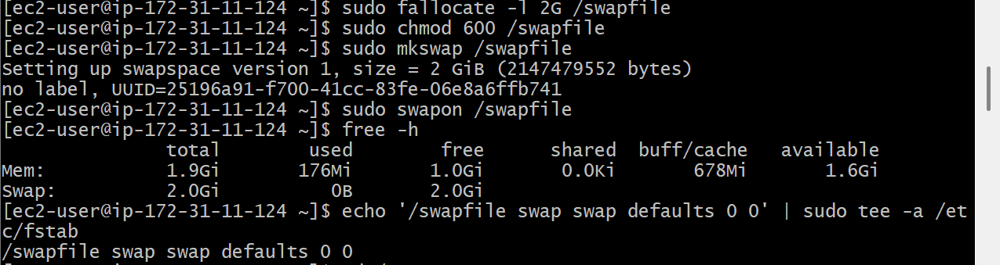 [ec2-user@ip-172-31-11-124 ~]$ sudo fallocate -l 2G /swapfile
[ec2-user@ip-172-31-11-124 ~]$ sudo chmod 600 /swapfile
[ec2-user@ip-172-31-11-124 ~]$ sudo mkswap /swapfile
Setting up swapspace version 1, size = 2 GiB (2147479552 bytes)
no label, UUID=25196a91-f700-41cc-83fe-06e8a6ffb741
[ec2-user@ip-172-31-11-124 ~]$ sudo swapon /swapfile
[ec2-user@ip-172-31-11-124 ~]$ free -h
              total        used        free      shared  buff/cache   available
Mem:          1.9Gi       176Mi       1.0Gi       0.0Ki       678Mi       1.6Gi
Swap:         2.0Gi          0B       2.0Gi
[ec2-user@ip-172-31-11-124 ~]$ echo '/swapfile swap swap defaults 0 0' | sudo tee -a /et
c/fstab
/swapfile swap swap defaults 0 0